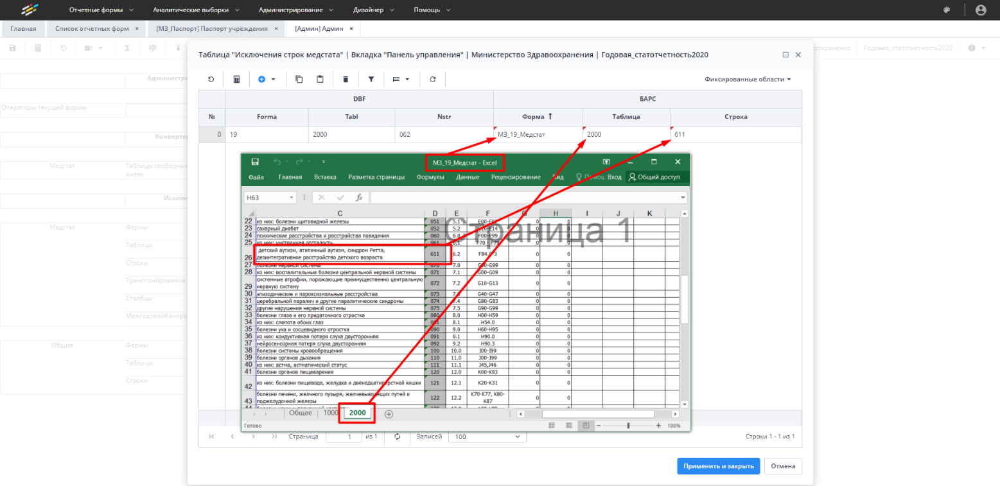 Отчетные формы Аналитические выборки Администрирование Дизайнер Помощь
Главная Список отчетных форм × [МЗ_Паспорт] Паспорт учреждения × [Админ] Админ ×
Таблица "Исключения строк медстата" | Вкладка "Панель управления" | Министерство Здравоохранения | Годовая_статотчетность2020
оохранения Годовая_статотчетность2020
Фиксированные области
Администри
Операторы текущей формы
Конвертер
Медстат Таблицы свободных
ячеек
Исключ
Медстат Формы
Таблицы
Строки
Транспонирование
Столбцы
МежгодовойКонтро
Общие Формы
Таблицы
Строки
DBF БАРС
№ Forma Tabl Nstr Форма Таблица Строка
0 19 2000 062 МЗ_19_Медстат 2000 611
МЗ_19_Медстат - Excel
Файл Главная Вставка Разметка страницы Формулы Данные Рецензирование Вид Помощ Вход Общий доступ
H63 fx
C D E F G H I J K
Страница 1
22 из них: болезни щитовидной железы 051 5.1 E00-E07 0 0
23 сахарный диабет 052 5.2 E10-E14 0 0
24 психические расстройства и расстройства поведения 060 6.0 F00-F99 0 0
25 из них: умственная отсталость 061 6.1 F70 - F79 0 0
детский аутизм, атипичный аутизм, синдром Ретта,
26 дезинтегративное расстройство детского возраста 611 6.2 F84.0-3 0 0
27 болезни нервной системы 070 7.0 G00-G99 0 0
28 из них: воспалительные болезни центральной нервной системы 071 7.1 G00-G09 0 0
системные атрофии, поражающие преимущественно центральную
29 нервную систему 072 7.2 G10-G13 0 0
30 эпизодические и пароксизмальные расстройства 073 G40-G47 0 0
31 церебральной паралич и другие паралитические синдромы 074 7.4 G80-G83 0 0
32 другие нарушения нервной системы 075 7.5 G90-G99 0 0
33 болезни глаза и его придаточного отростка 080 8.0 H00-H59 0 0
34 из них: слепота обоих глаз 081 8.1 H54.0 0 0
35 болезни уха и сосцевидного отростка 090 9.0 H60-H95 0 0
36 из них: кондуктивная потеря слуха двусторонняя 091 9.1 H90.0 0 0
37 нейросенсорная потеря слуха двусторонняя 092 9.2 H90.3 0 0
38 болезни системы кровообращения 100 10.0 I00-I99 0 0
39 болезни органов дыхания 110 11.0 J00-J99 0 0
40 из них: астма, астматический статус 111 11.1 J45,J46 0 0
41 болезни органов пищеварения 120 12.0 K00-K93 0 0
42 из них: болезни пищевода, желудка и двенадцатиперстной кишки 121 12.1 K20-K31 0 0
болезни печени, желчного пузыря, желчевыводящих путей и
43 поджелудочной железы 122 12.2 K70-K77, K80-K87 0 0
Общее 1000 2000
Готово 100%
Страница 1 из 1 Записей 100 Строки 1 - 1 из 1
Применить и закрыть Отмена